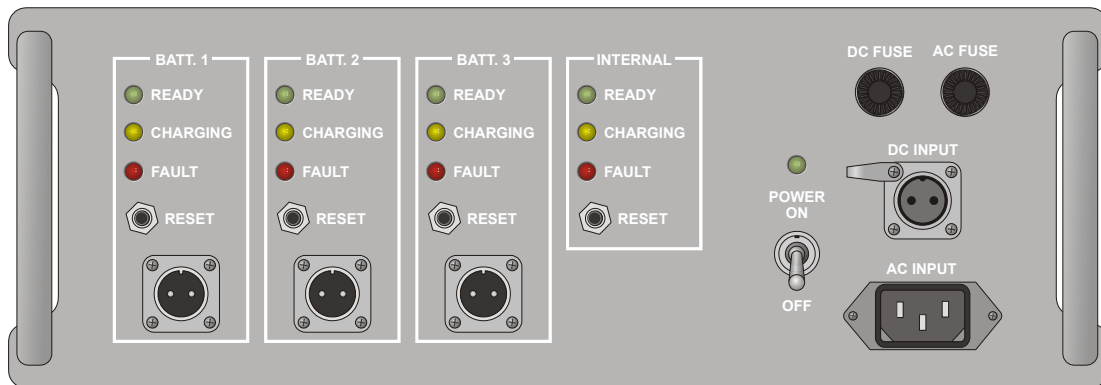 BATT. 1
READY
CHARGING
FAULT
RESET
BATT. 2
READY
CHARGING
FAULT
RESET
BATT. 3
READY
CHARGING
FAULT
RESET
INTERNAL
READY
CHARGING
FAULT
RESET
POWER
ON
OFF
DC FUSE
AC FUSE
DC INPUT
AC INPUT